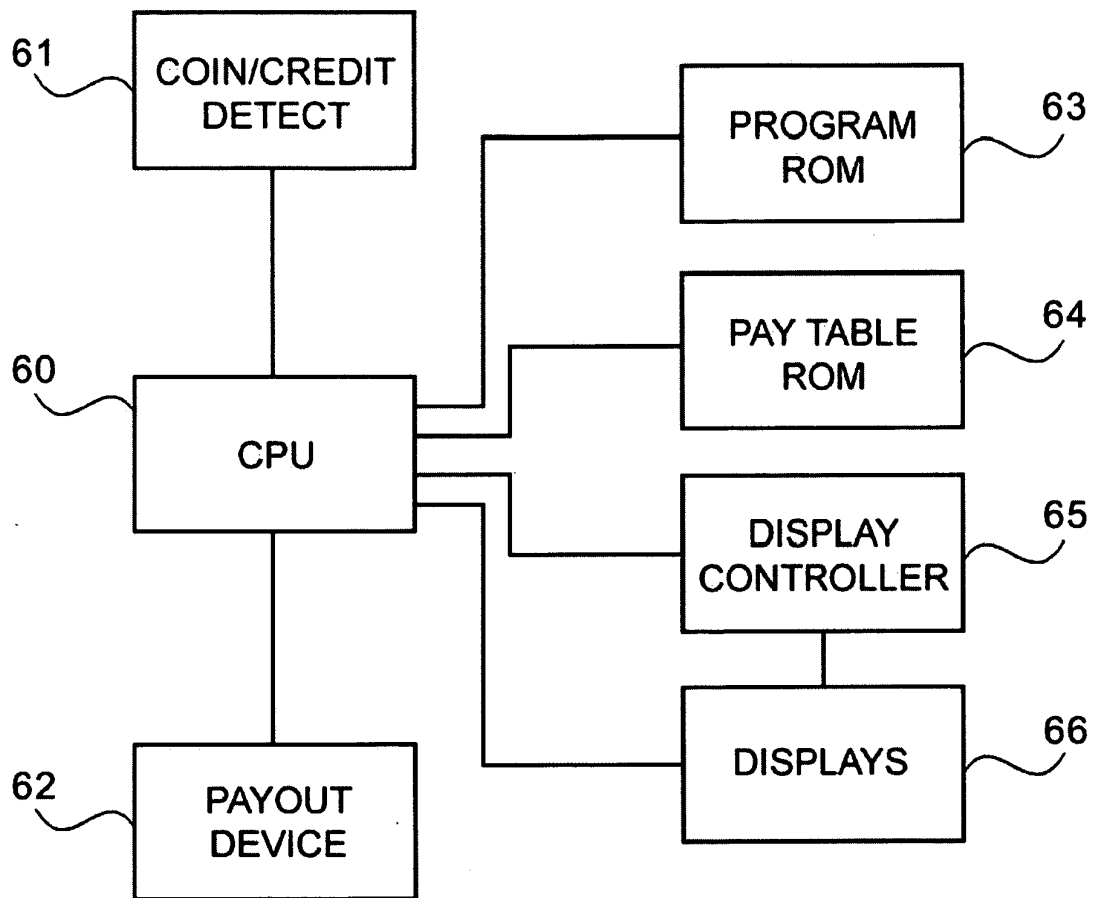 61
COIN/CREDIT
DETECT
PROGRAM
ROM
63
PAY TABLE
ROM
64
60
CPU
DISPLAY
CONTROLLER
65
DISPLAYS
66
62
PAYOUT
DEVICE